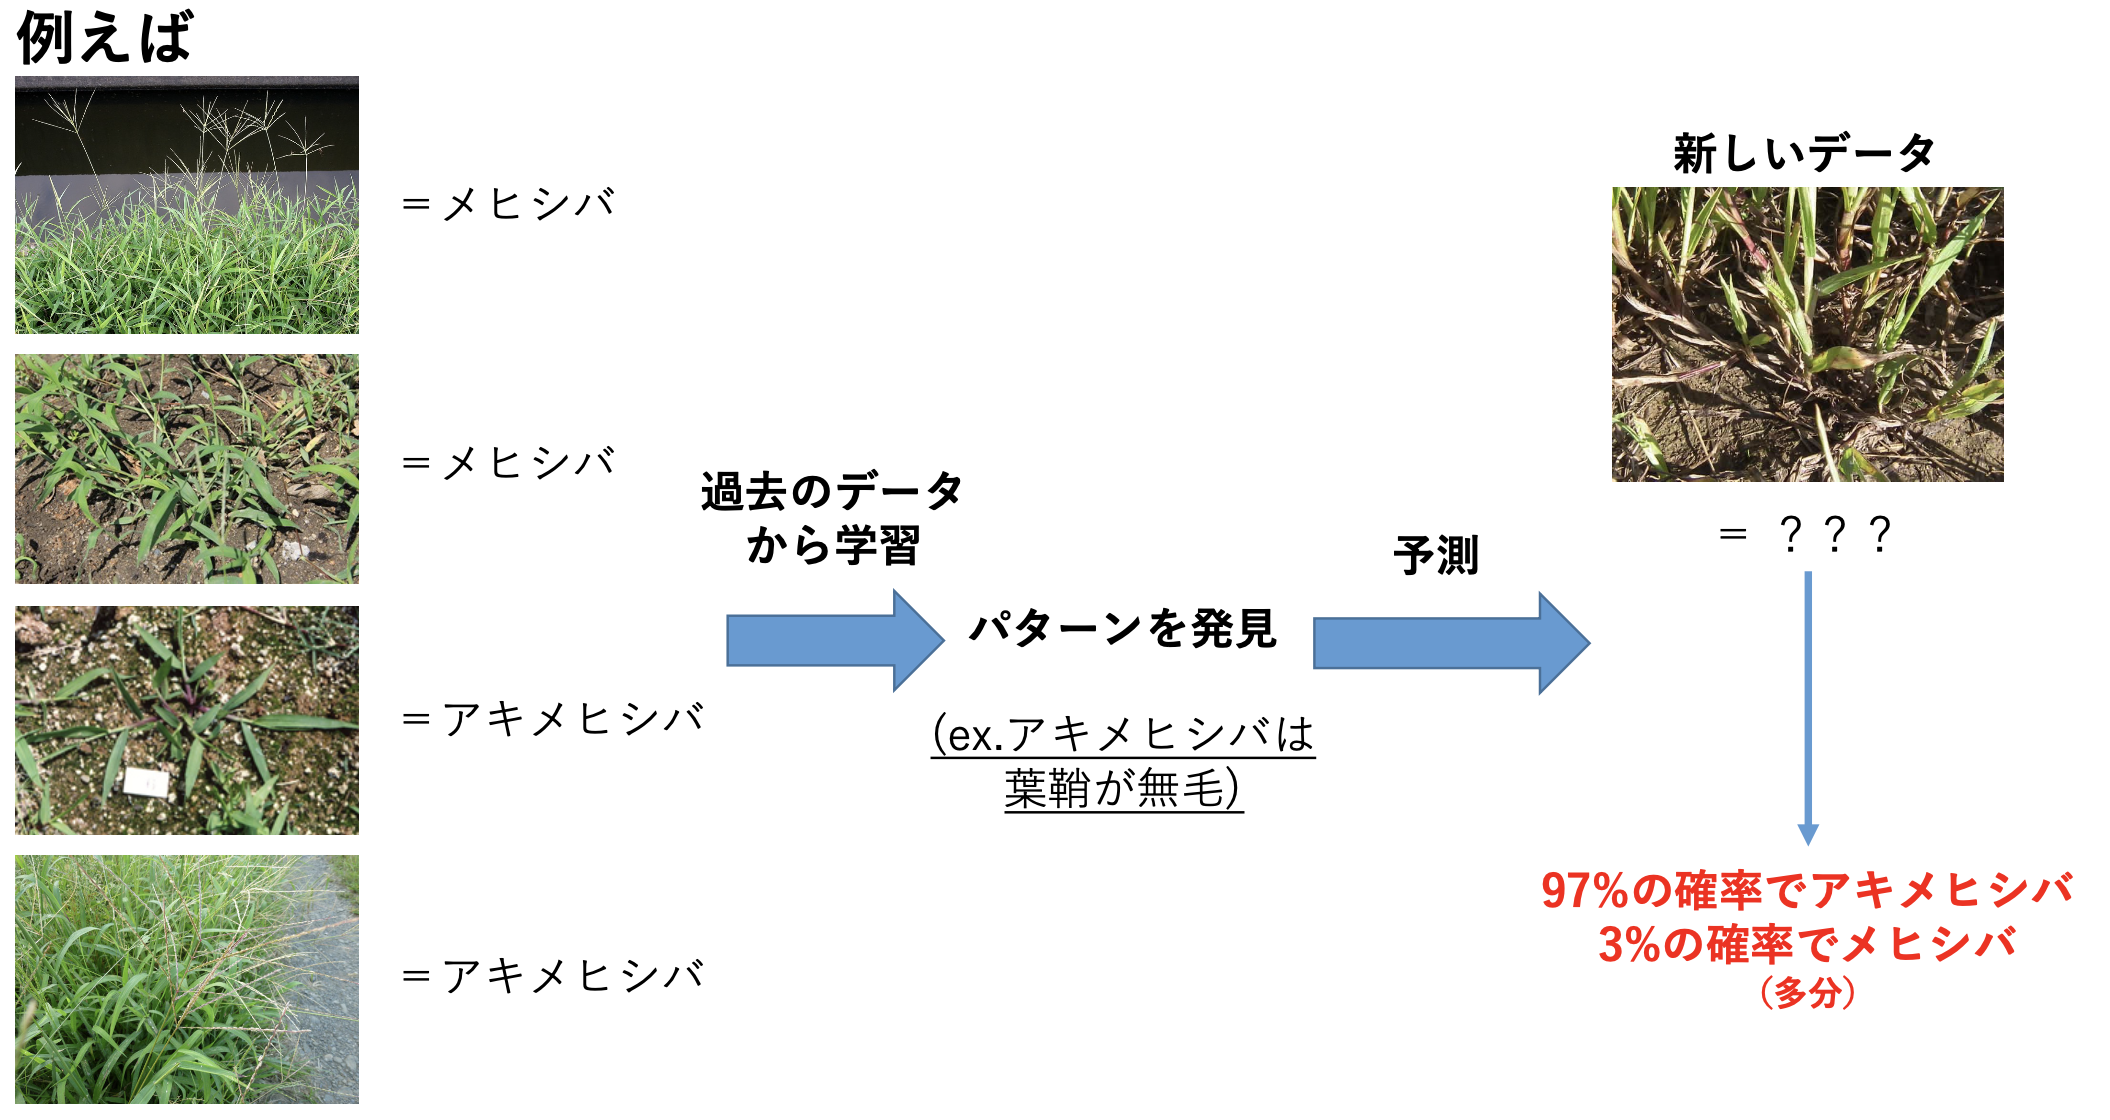 例えば
＝メヒシバ
＝メヒシバ
＝アキメヒシバ
＝アキメヒシバ
過去のデータ
から学習
パターンを発見
(ex.アキメヒシバは
葉鞘が無毛)
予測
新しいデータ
＝ ？？？
97%の確率でアキメヒシバ
3%の確率でメヒシバ
（多分）